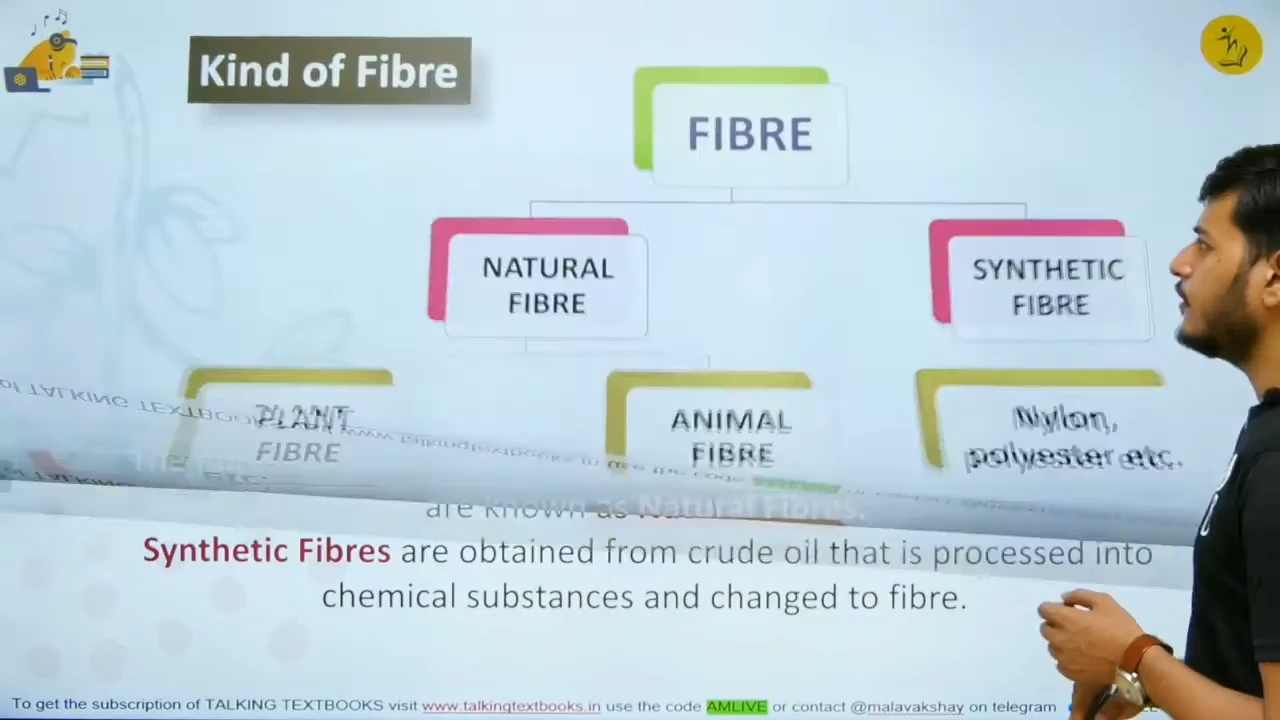 Kind of Fibre
FIBRE
NATURAL
FIBRE
SYNTHETIC
FIBRE
PLANT
FIBRE
ANIMAL
FIBRE
Nylon,
polyester etc.
are known as Natural Fibres.
Synthetic Fibres are obtained from crude oil that is processed into
chemical substances and changed to fibre.
To get the subscription of TALKING TEXTBOOKS visit www.talkingtextbooks.in use the code AMLIVE or contact @malavakshay on telegram